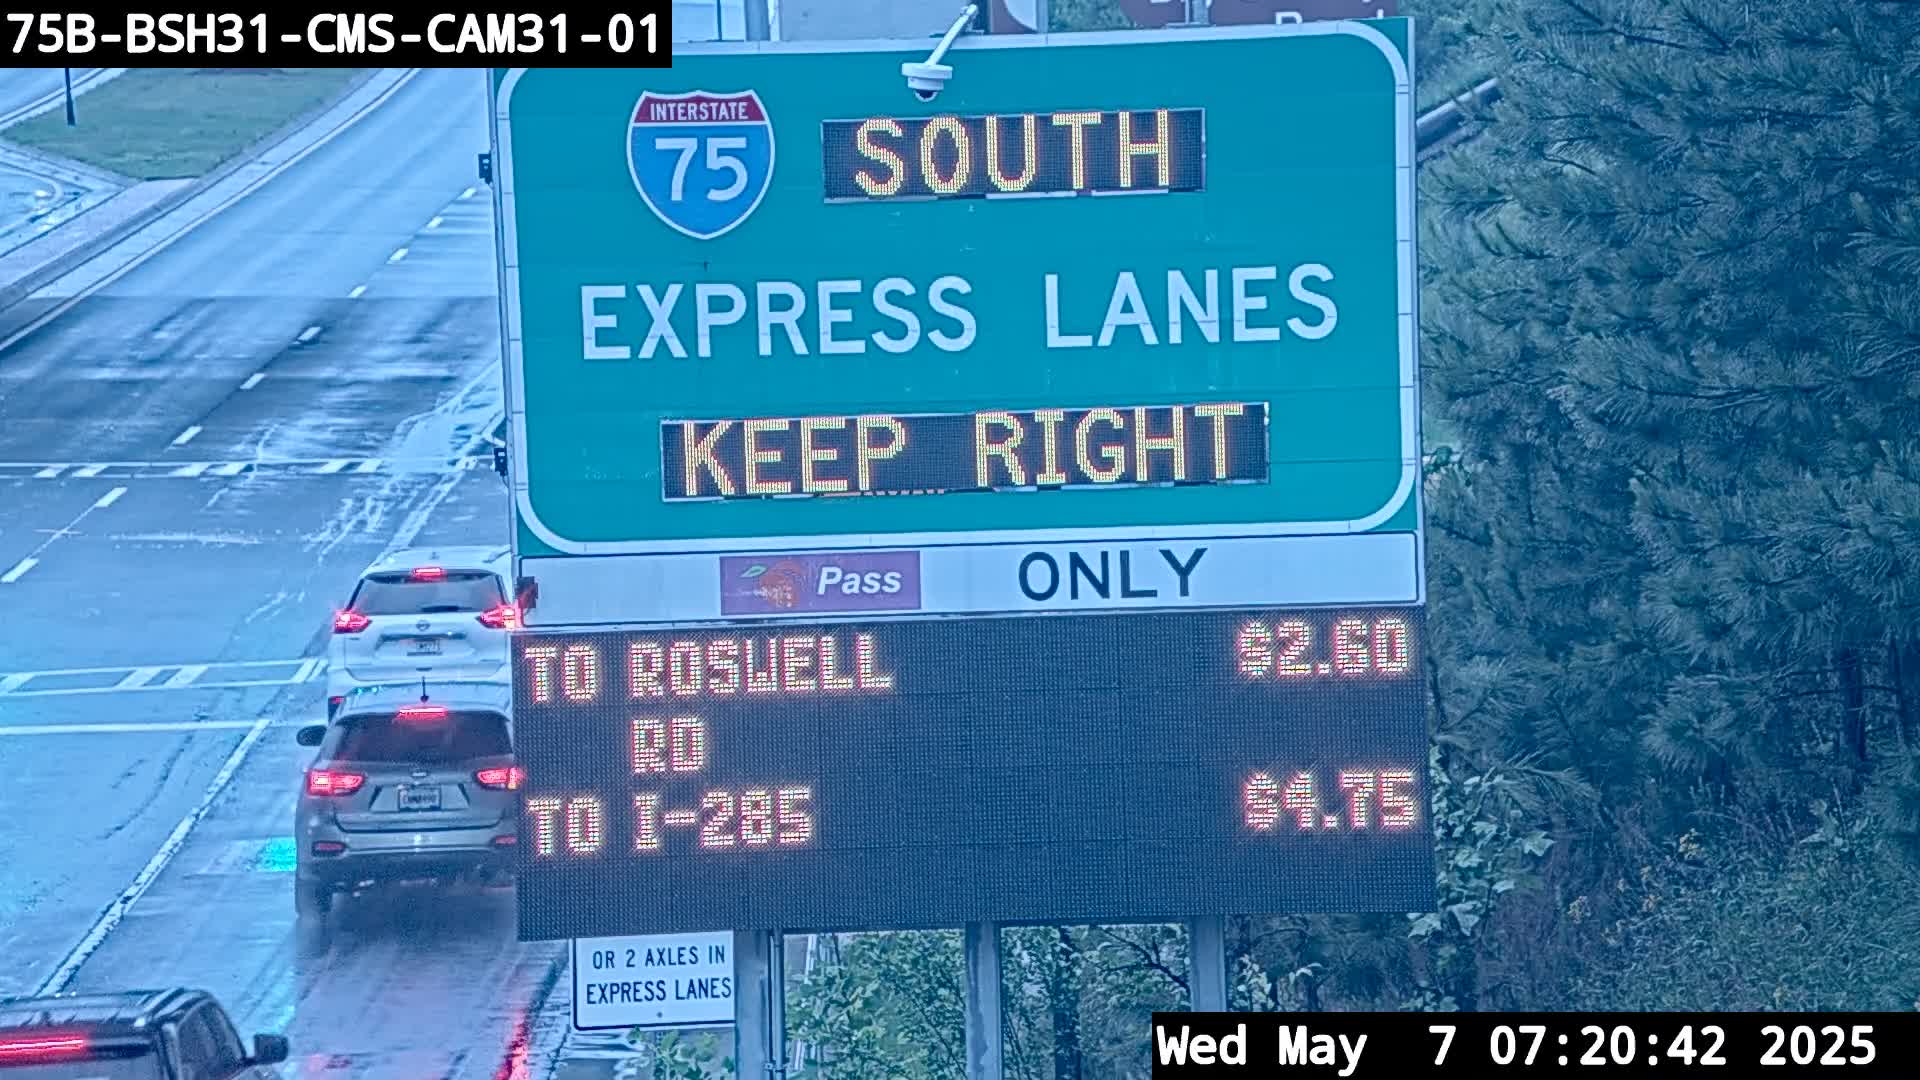 75B-BSH31-CMS-CAM31-01
INTERSTATE
75
SOUTH
EXPRESS LANES
KEEP RIGHT
Pass ONLY
TO ROSWELL $2.60
RD
TO I-285 $4.75
OR 2 AXLES IN
EXPRESS LANES
Wed May 7 07:20:42 2025